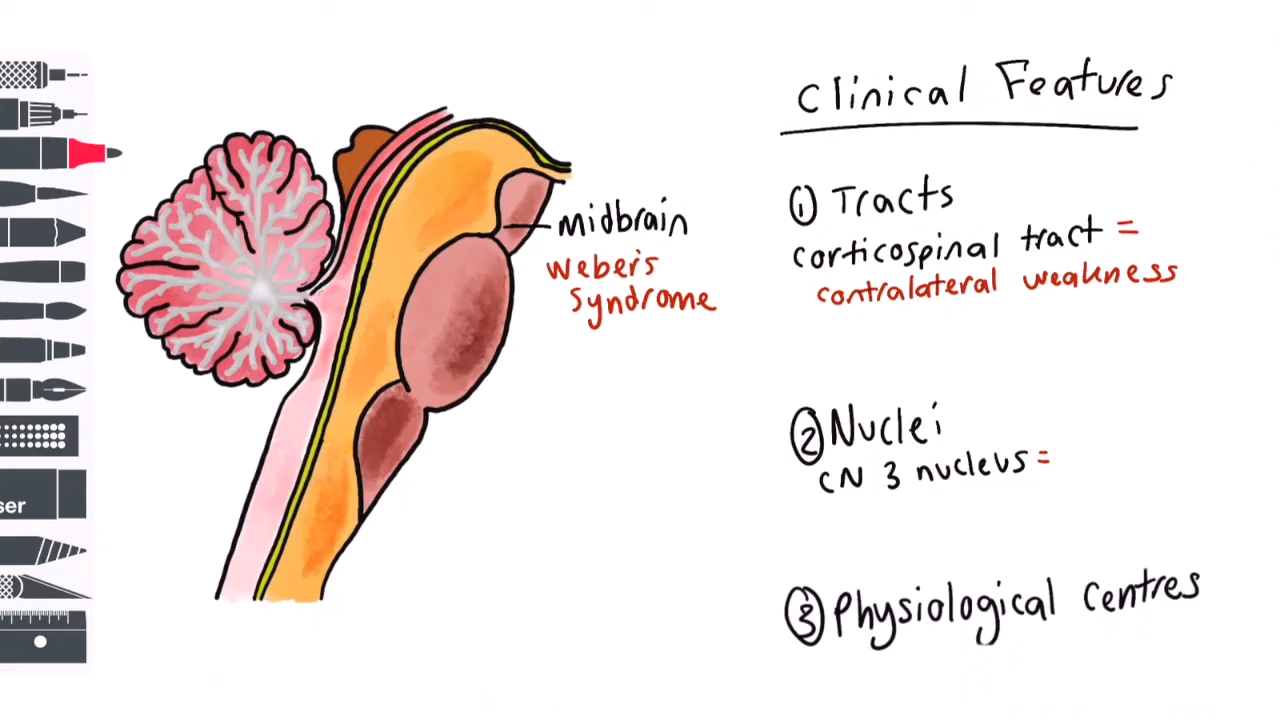 Clinical Features
① Tracts
midbrain
corticospinal tract =
Weber's
contralateral weakness
Syndrome
② Nuclei
CN 3 nucleus =
ser
③ Physiological centres